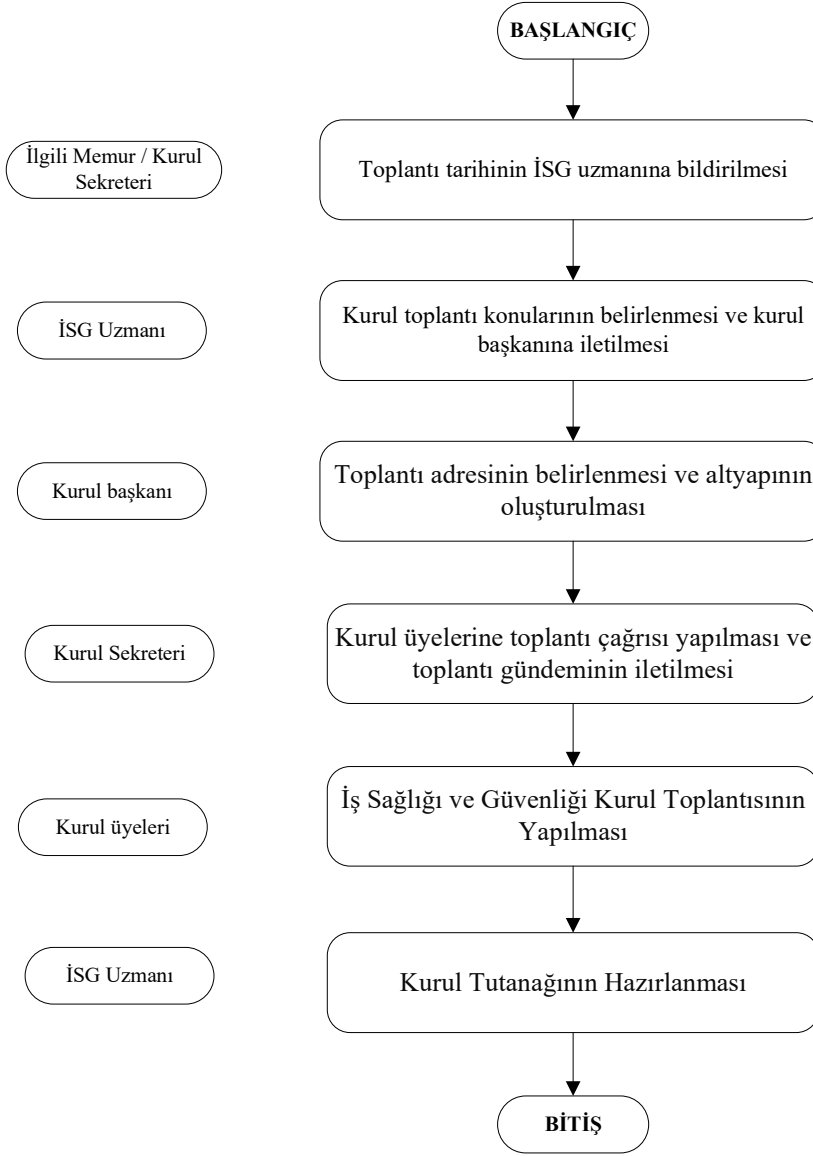 BAŞLANGIÇ
İlgili Memur / Kurul
Sekreteri
Toplantı tarihinin İSG uzmanına bildirilmesi
İSG Uzmanı
Kurul toplantı konularının belirlenmesi ve kurul
başkanına iletilmesi
Kurul başkanı
Toplantı adresinin belirlenmesi ve altyapının
oluşturulması
Kurul Sekreteri
Kurul üyelerine toplantı çağrısı yapılması ve
toplantı gündeminin iletilmesi
Kurul üyeleri
İş Sağlığı ve Güvenliği Kurul Toplantısının
Yapılması
İSG Uzmanı
Kurul Tutanağının Hazırlanması
BİTİŞ